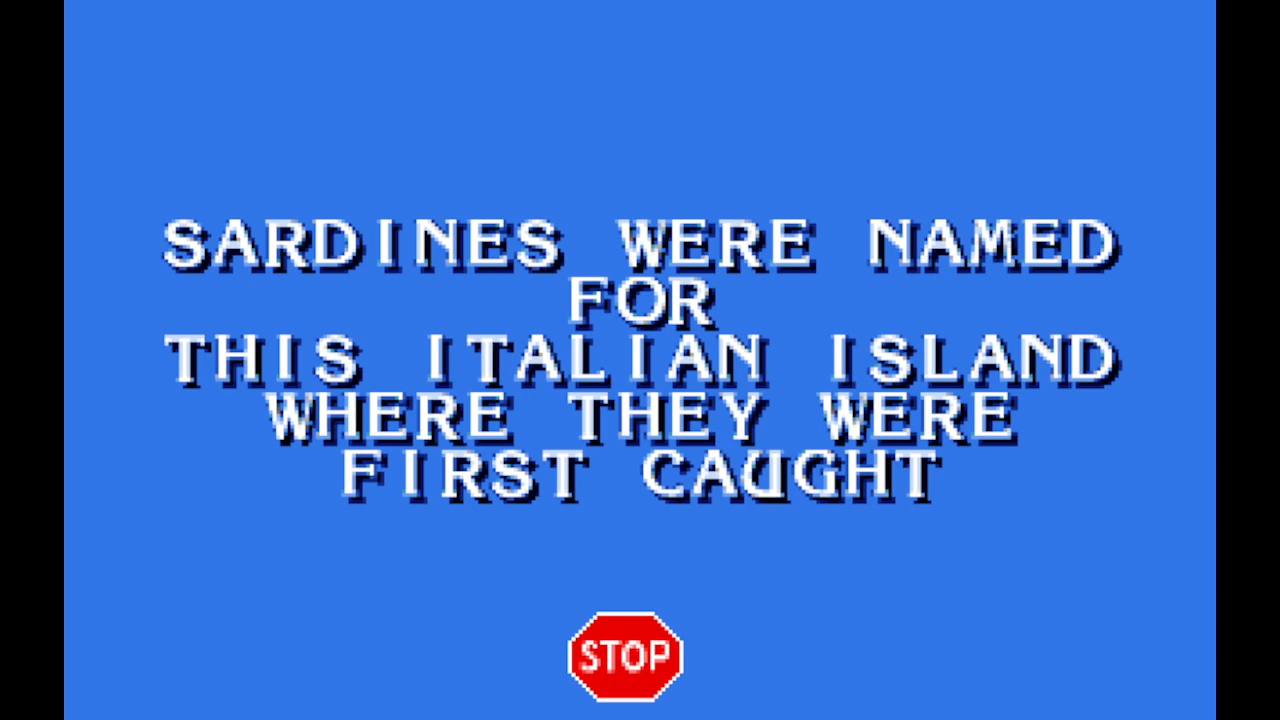 SARDINES WERE NAMED
FOR
THIS ITALIAN ISLAND
WHERE THEY WERE
FIRST CAUGHT
STOP